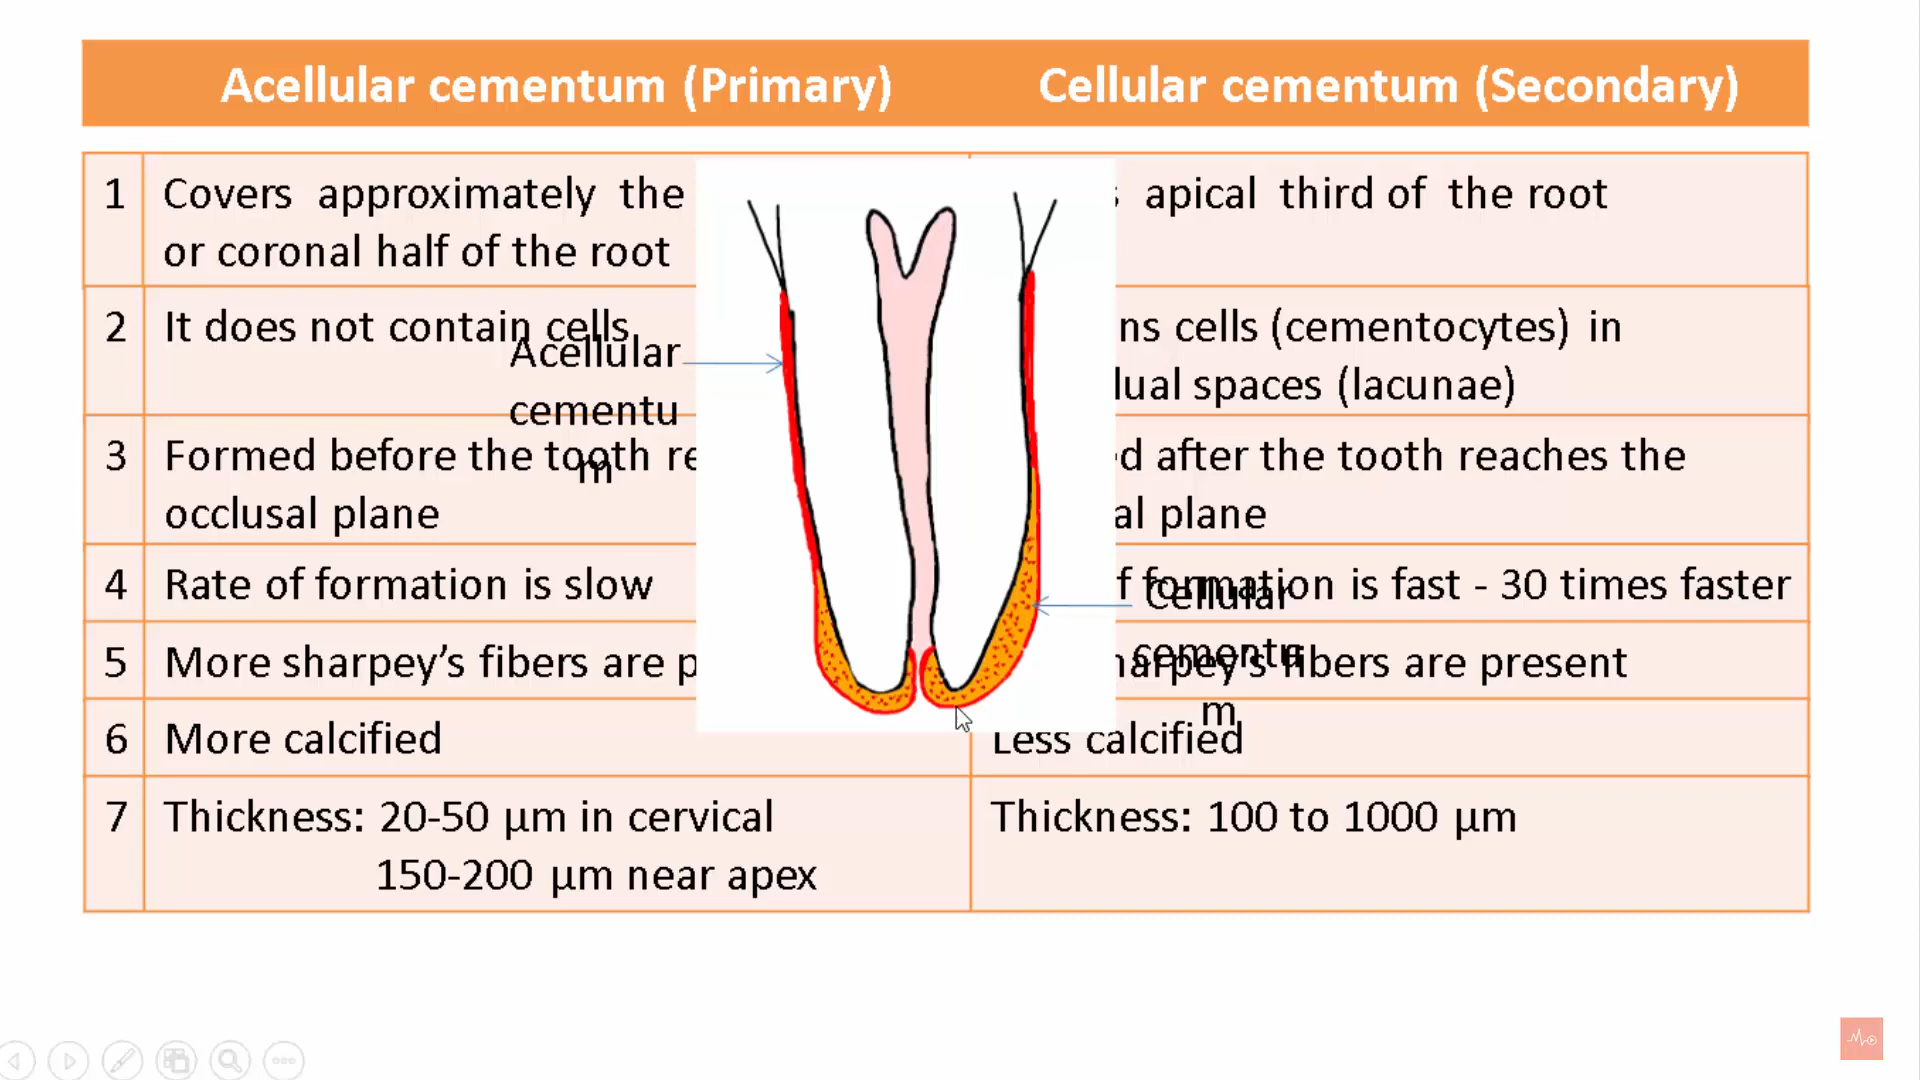 Acellular cementum (Primary) Cellular cementum (Secondary)
1 Covers approximately the apical third of the root
or coronal half of the root
2 It does not contain cells ns cells (cementocytes) in
dual spaces (lacunae)
Acellular
cementu
m
3 Formed before the tooth re d after the tooth reaches the
occlusal plane al plane
4 Rate of formation is slow f formation is fast - 30 times faster
Cellular
cementu
m
5 More sharpey’s fibers are p sharpey's fibers are present
6 More calcified Less calcified
7 Thickness: 20-50 µm in cervical Thickness: 100 to 1000 µm
150-200 µm near apex